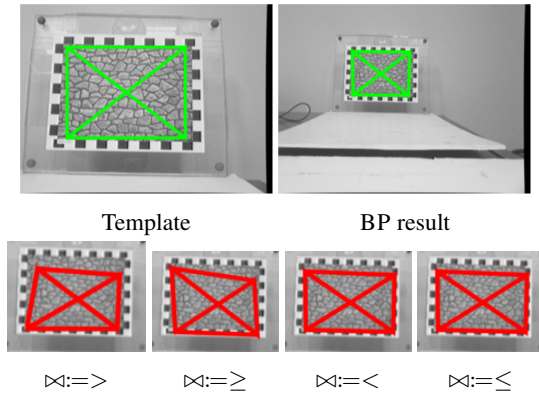 Template
BP result
⋈:=>
⋈:=≥
⋈:=<
⋈:=≤